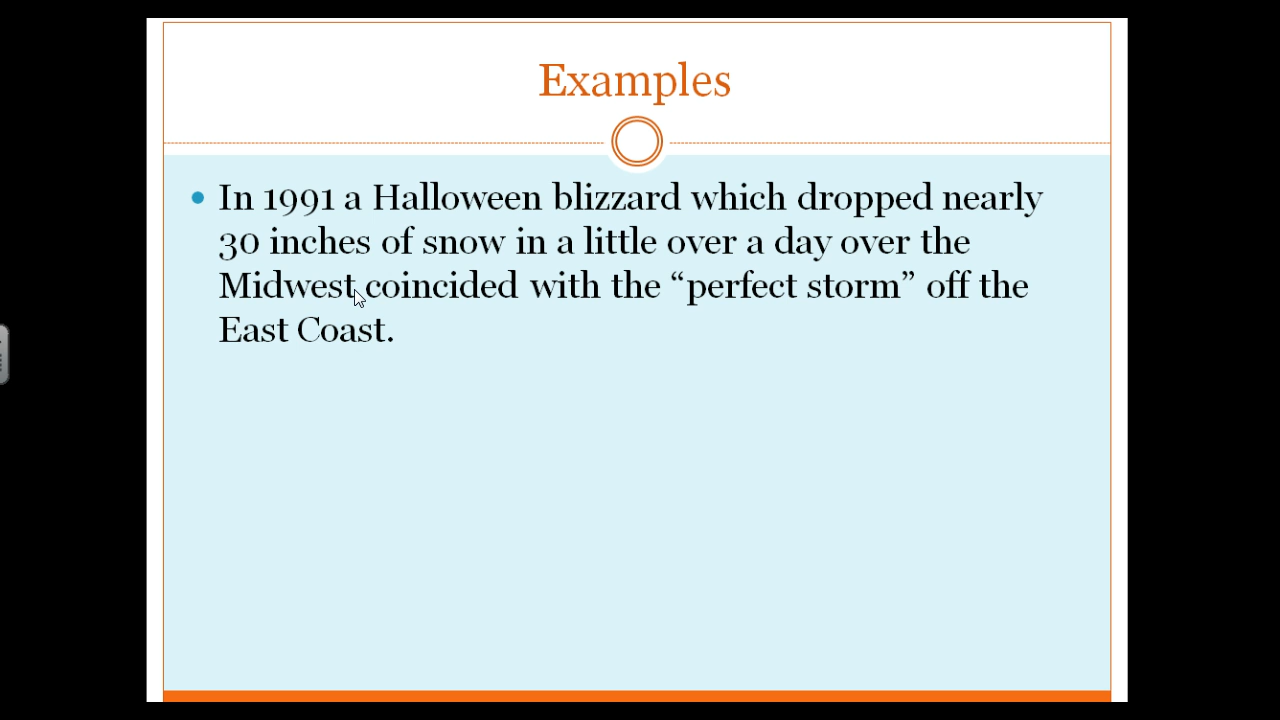 Examples
In 1991 a Halloween blizzard which dropped nearly
30 inches of snow in a little over a day over the
Midwest coincided with the “perfect storm” off the
East Coast.